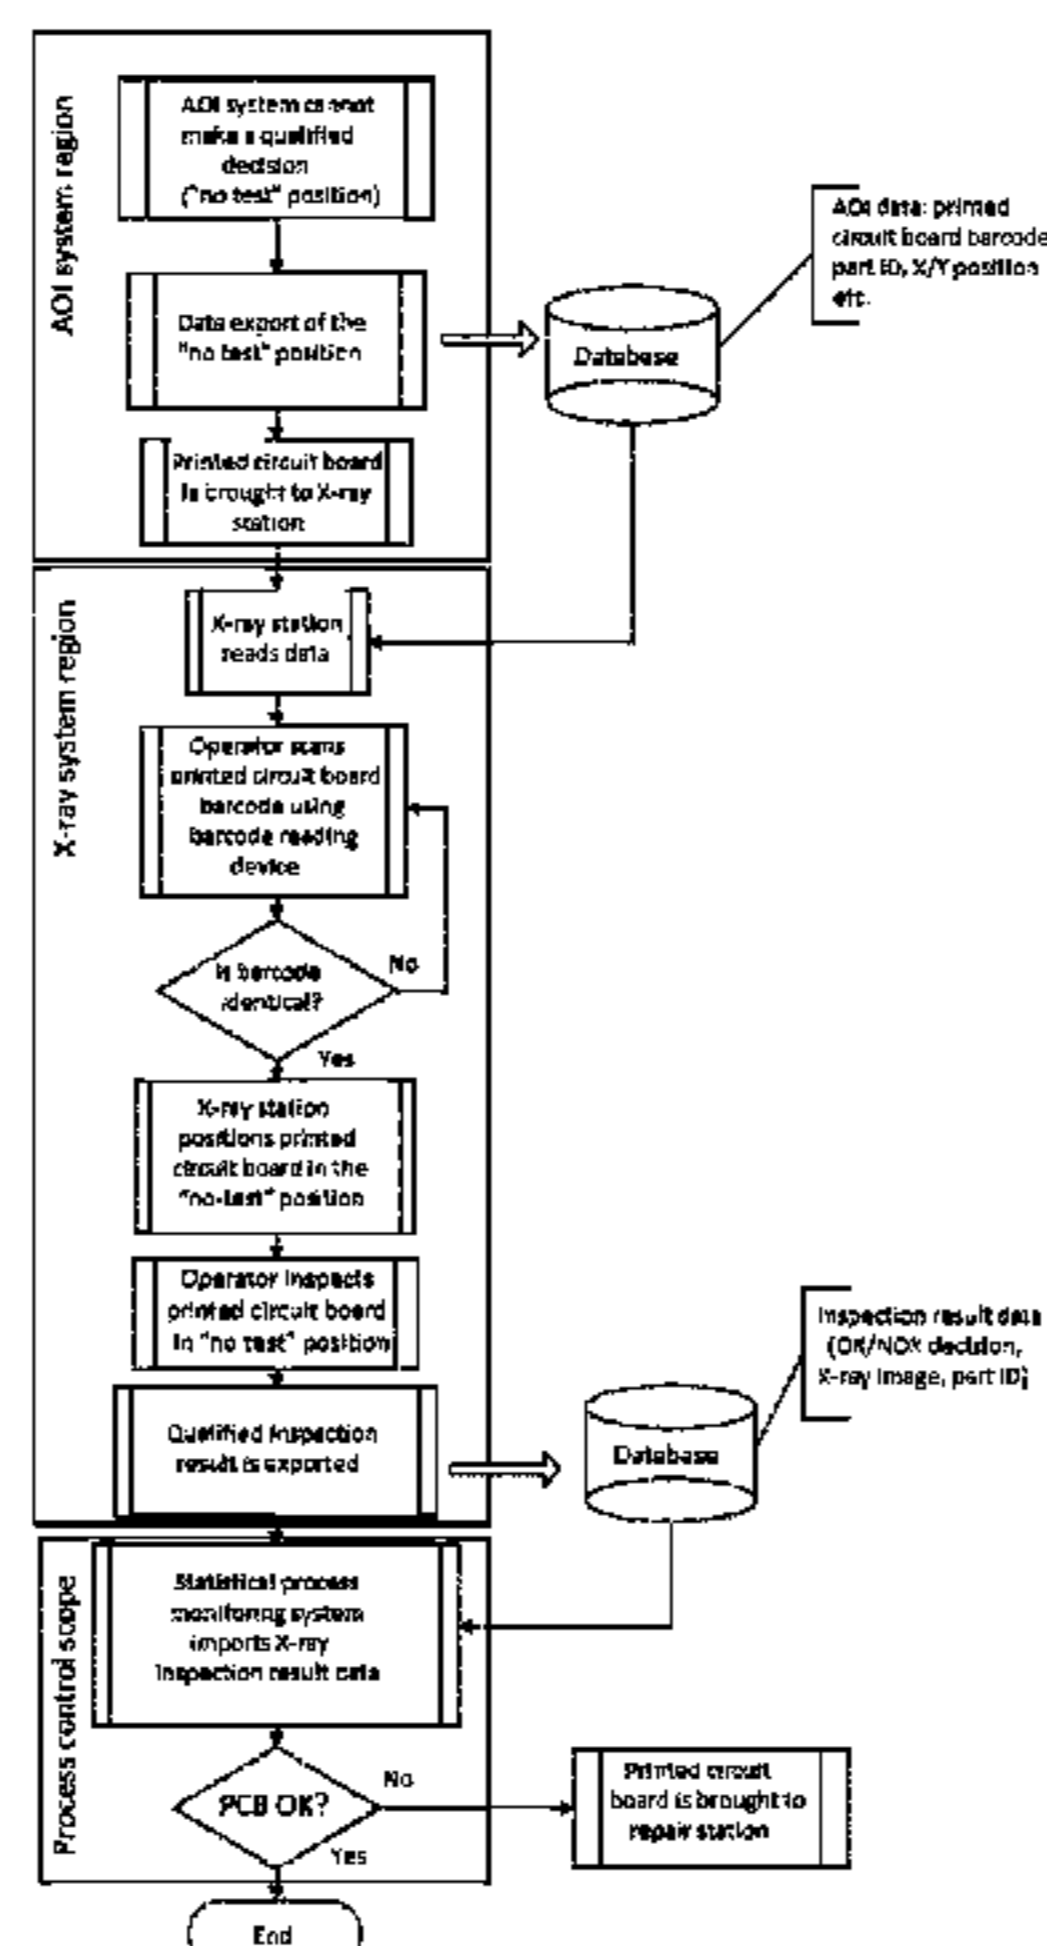 AOI system region
AOI system cannot
make a qualified
decision
("no test" position)
Data export of the
"no test" position
Database
AOI data: printed
circuit board barcode
part ID, X/Y position
etc.
Printed circuit board
is brought to X-ray
station
X-ray system region
X-ray station
reads data
Operator scans
printed circuit board
barcode using
barcode reading
device
Is barcode
identical?
No
Yes
X-ray station
positions printed
circuit board in the
"no-test" position
Operator inspects
printed circuit board
in "no test" position
Qualified inspection
result is exported
Database
Inspection result data
(OK/NOK decision,
X-ray image, part ID)
Process control scope
Statistical process
monitoring system
imports X-ray
inspection result data
PCB OK?
No
Yes
Printed circuit
board is brought to
repair station
End